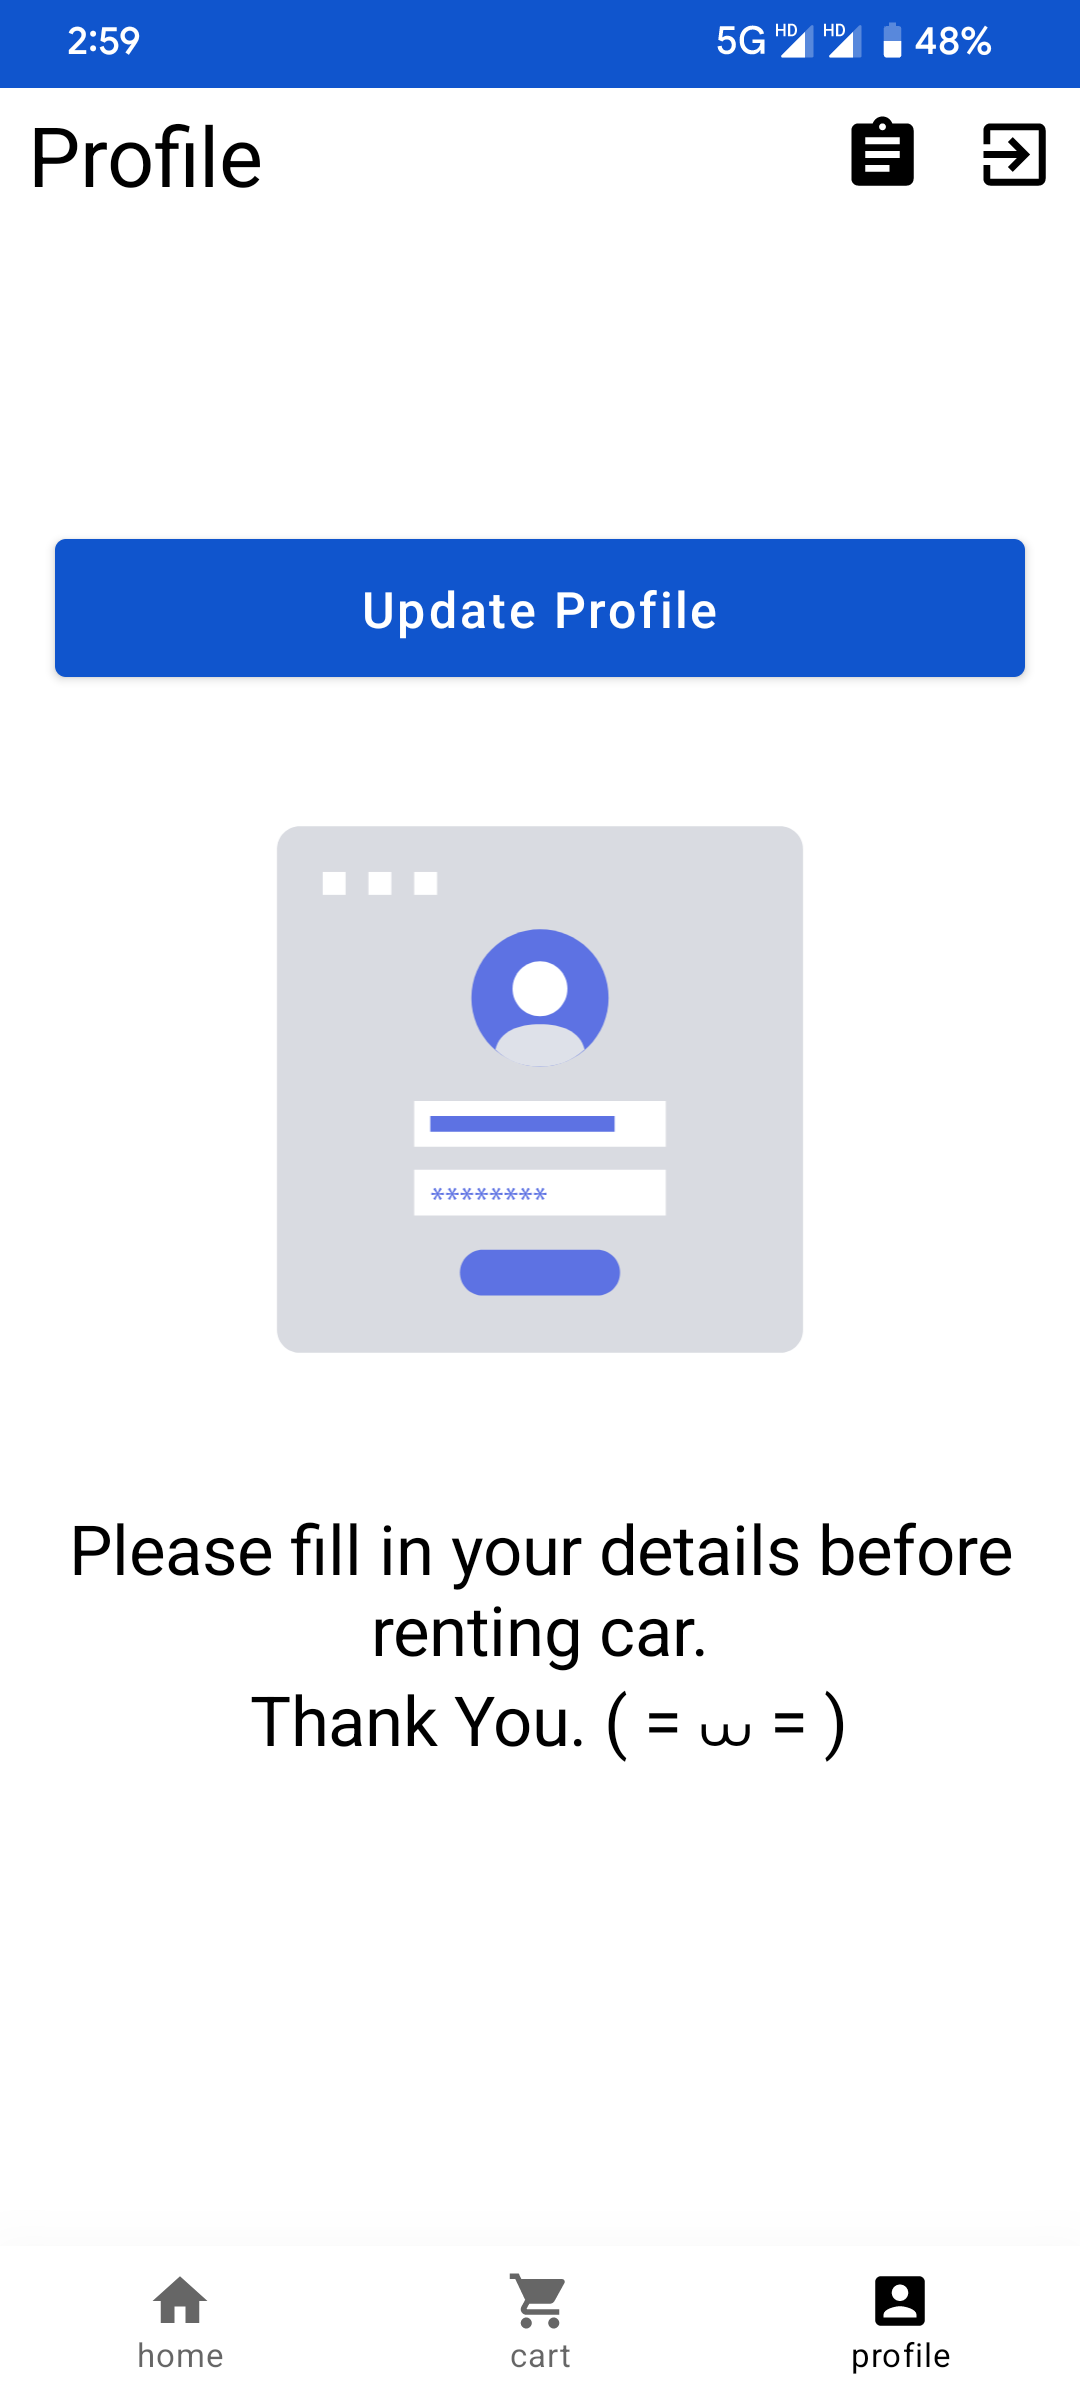 2:59 5G HD HD 48%
Profile
Update Profile
********
Please fill in your details before
renting car.
Thank You. ( = ω = )
home cart profile